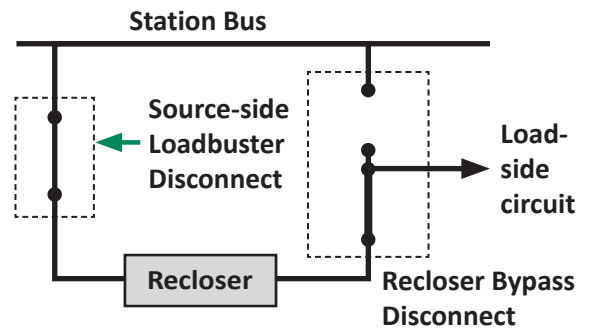 Station Bus
Source-side
Loadbuster
Disconnect
Load-
side
circuit
Recloser
Recloser Bypass
Disconnect